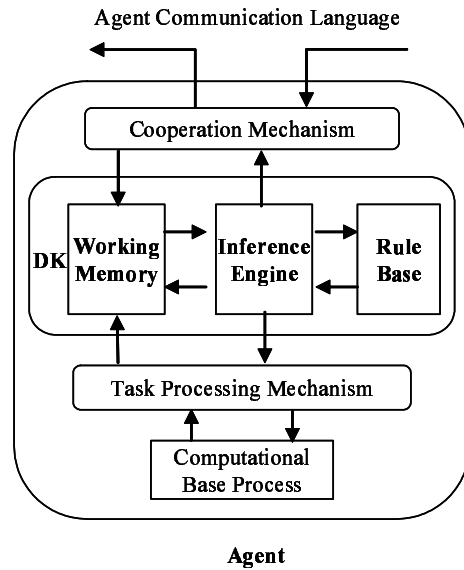 Agent Communication Language
Cooperation Mechanism
DK
Working
Memory
Inference
Engine
Rule
Base
Task Processing Mechanism
Computational
Base Process
Agent